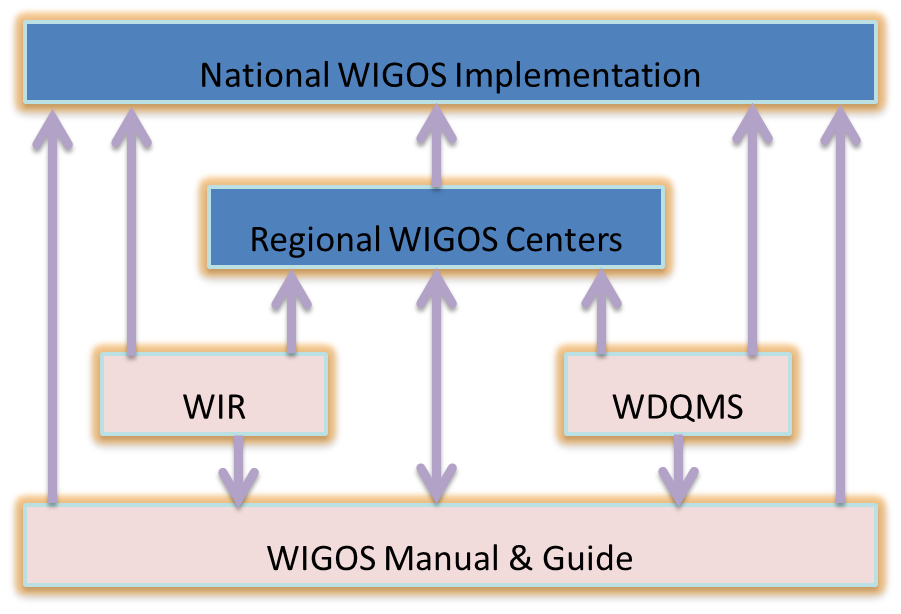 National WIGOS Implementation
Regional WIGOS Centers
WIR
WDQMS
WIGOS Manual & Guide